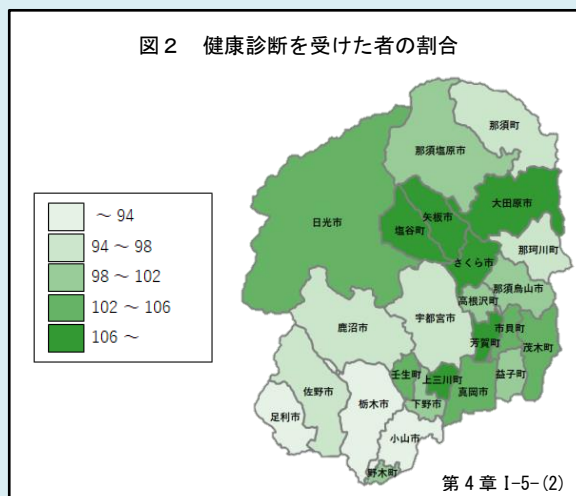 図２　健康診断を受けた者の割合
～ 94
94 ～ 98
98 ～ 102
102 ～ 106
106 ～
那須町
那須塩原市
大田原市
日光市
矢板市
塩谷町
那珂川町
さくら市
那須烏山市
高根沢町
宇都宮市
鹿沼市
市貝町
芳賀町
茂木町
壬生町
上三川町
真岡市
益子町
佐野市
栃木市
下野市
足利市
小山市
野木町
第４章 Ⅰ-5-(2)